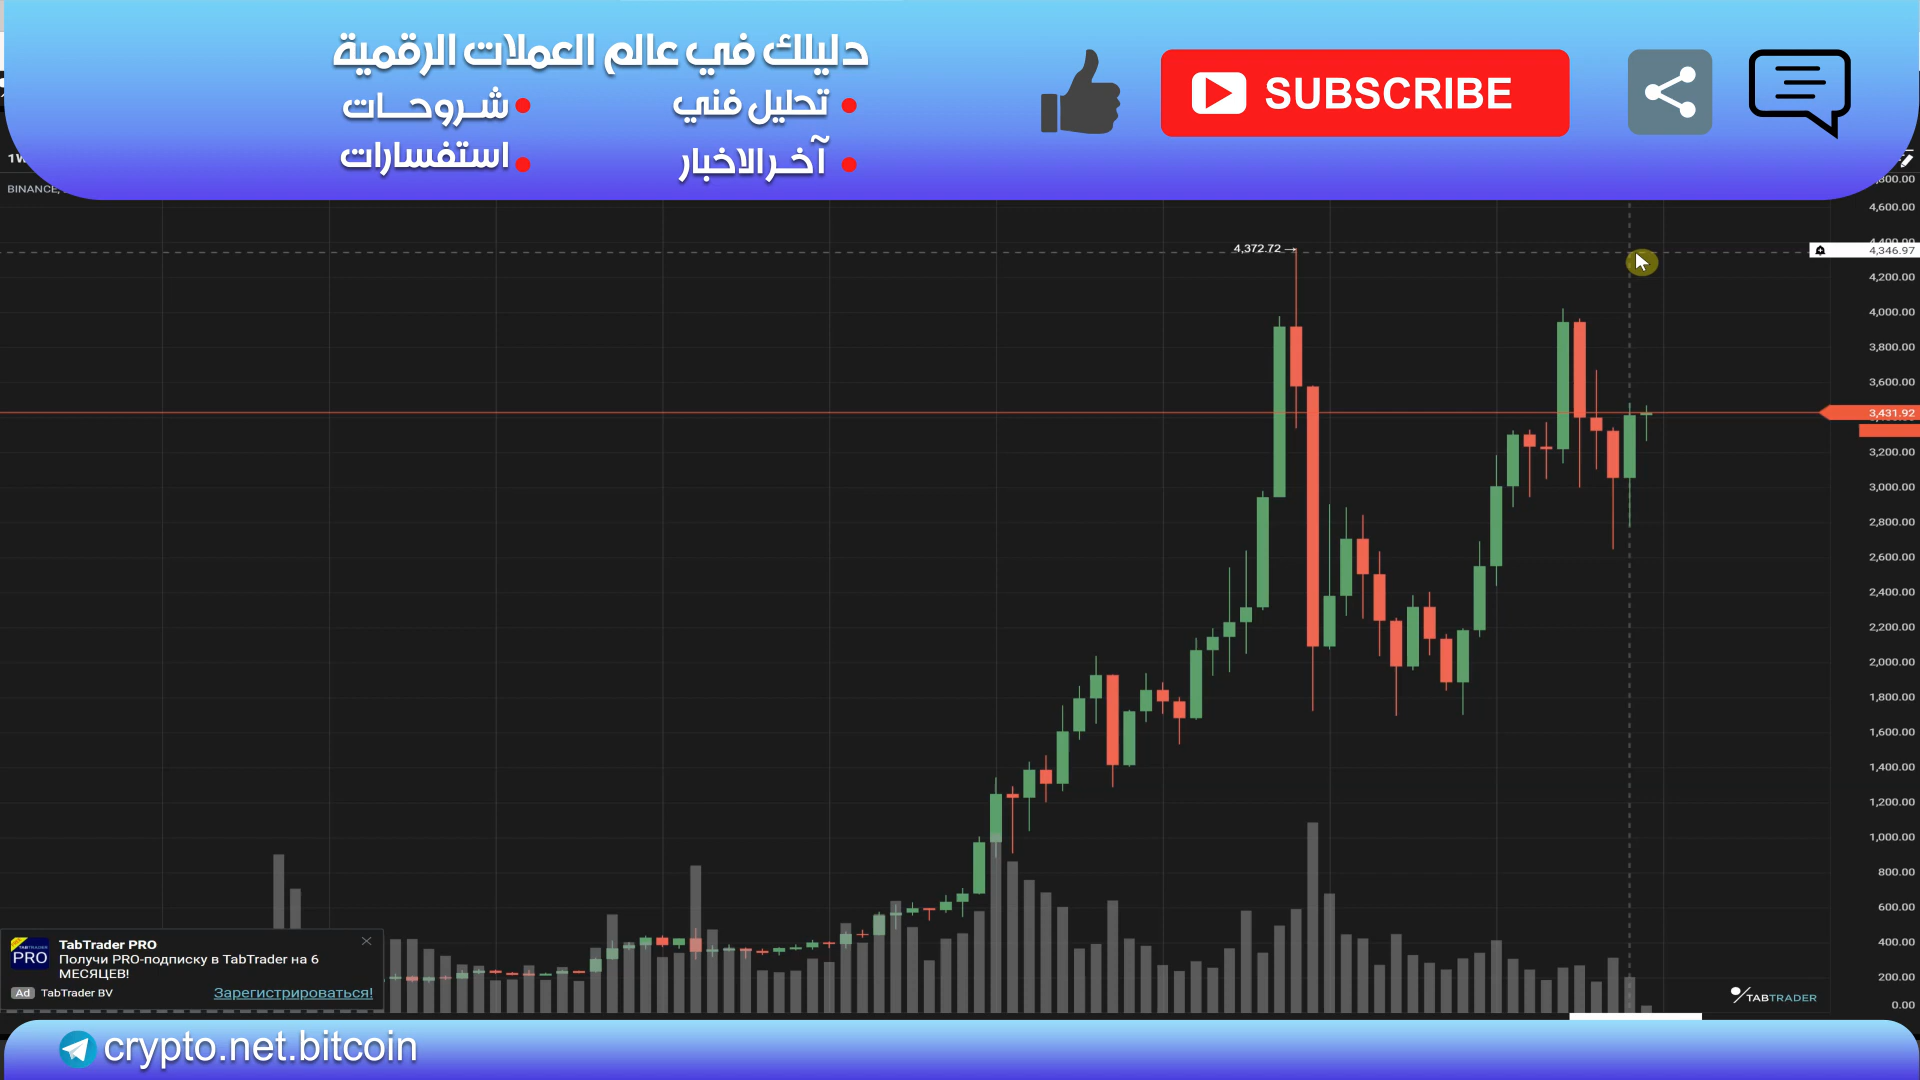 دليلك في عالم العملات الرقمية
تحليل فني
شروحات
آخر الاخبار
استفسارات
SUBSCRIBE
BINANCE,
4,600.00
4,372.72
4,346.97
4,200.00
4,000.00
3,800.00
3,600.00
3,431.92
3,200.00
3,000.00
2,800.00
2,600.00
2,400.00
2,200.00
2,000.00
1,800.00
1,600.00
1,400.00
1,200.00
1,000.00
800.00
600.00
400.00
200.00
0.00
PRO
TabTrader PRO
Получи PRO-подписку в TabTrader на 6
МЕСЯЦЕВ!
Ad TabTrader BV
Зарегистрироваться!
TABTRADER
crypto.net.bitcoin